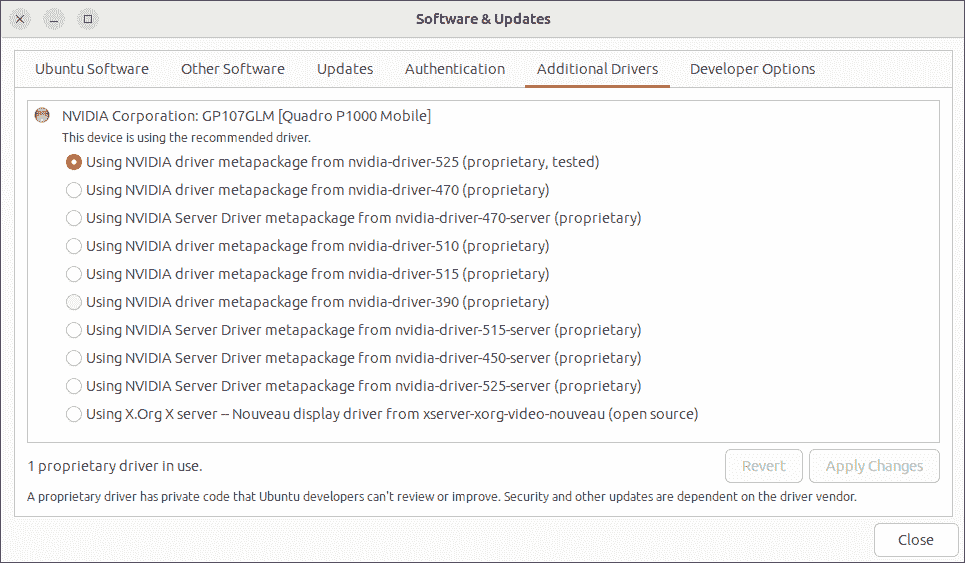 Software & Updates
Ubuntu Software Other Software Updates Authentication Additional Drivers Developer Options
NVIDIA Corporation: GP107GLM [Quadro P1000 Mobile]
This device is using the recommended driver.
Using NVIDIA driver metapackage from nvidia-driver-525 (proprietary, tested)
Using NVIDIA driver metapackage from nvidia-driver-470 (proprietary)
Using NVIDIA Server Driver metapackage from nvidia-driver-470-server (proprietary)
Using NVIDIA driver metapackage from nvidia-driver-510 (proprietary)
Using NVIDIA driver metapackage from nvidia-driver-515 (proprietary)
Using NVIDIA driver metapackage from nvidia-driver-390 (proprietary)
Using NVIDIA Server Driver metapackage from nvidia-driver-515-server (proprietary)
Using NVIDIA Server Driver metapackage from nvidia-driver-450-server (proprietary)
Using NVIDIA Server Driver metapackage from nvidia-driver-525-server (proprietary)
Using X.Org X server -- Nouveau display driver from xserver-xorg-video-nouveau (open source)
1 proprietary driver in use. Revert Apply Changes
A proprietary driver has private code that Ubuntu developers can't review or improve. Security and other updates are dependent on the driver vendor.
Close